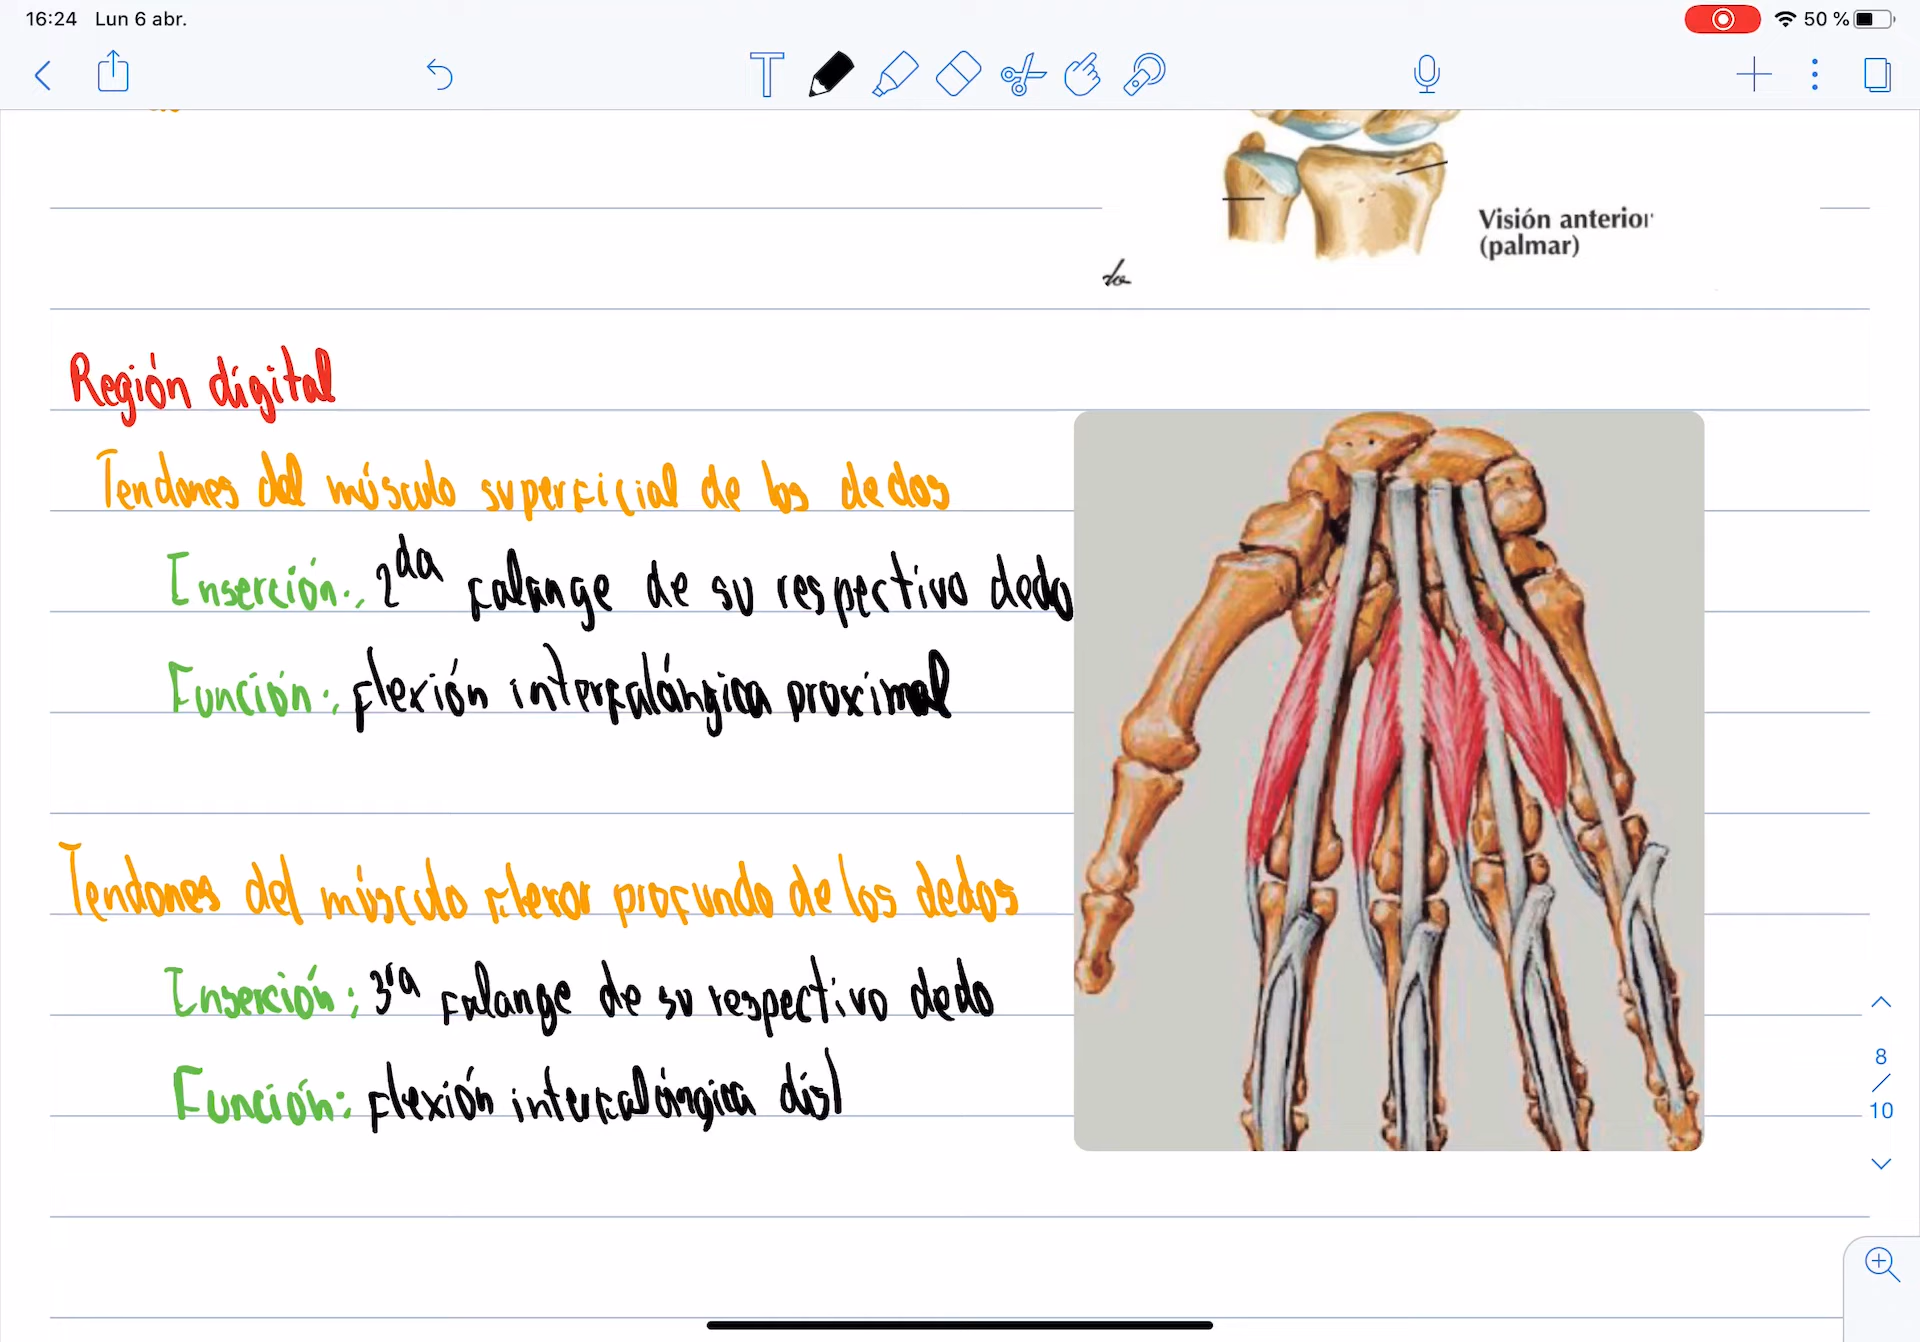 16:24 Lun 6 abr.
50 %
Visión anterior
(palmar)
Región digital
Tendones del músculo superficial de los dedos
Inserción: 2da falange de su respectivo dedo
Función: Flexión interfalángica proximal
Tendones del músculo flexor profundo de los dedos
Inserción: 3ra falange de su respectivo dedo
Función: Flexión interfalángica dis
8
/
10